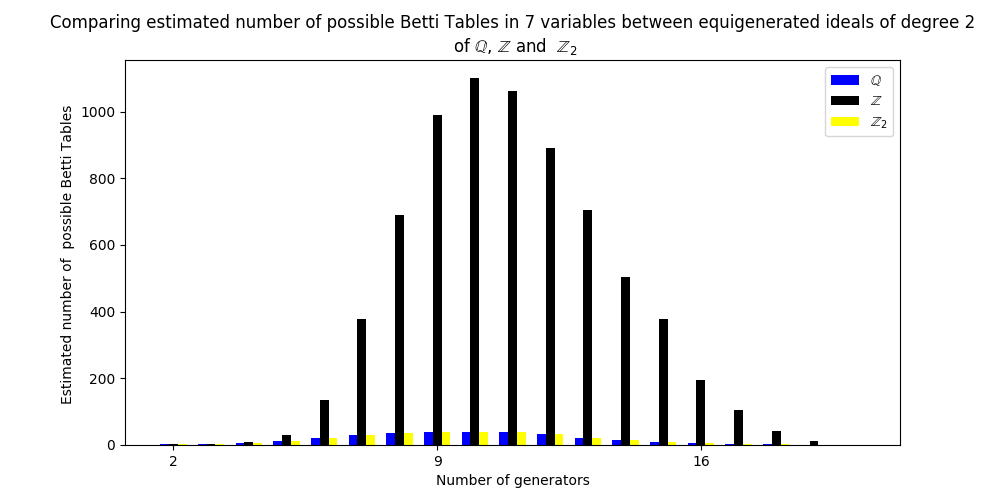 Comparing estimated number of possible Betti Tables in 7 variables between equigenerated ideals of degree 2
of ℚ, ℤ and ℤ₂
ℚ
ℤ
ℤ₂
Estimated number of possible Betti Tables
1000
800
600
400
200
0
2 9 16
Number of generators